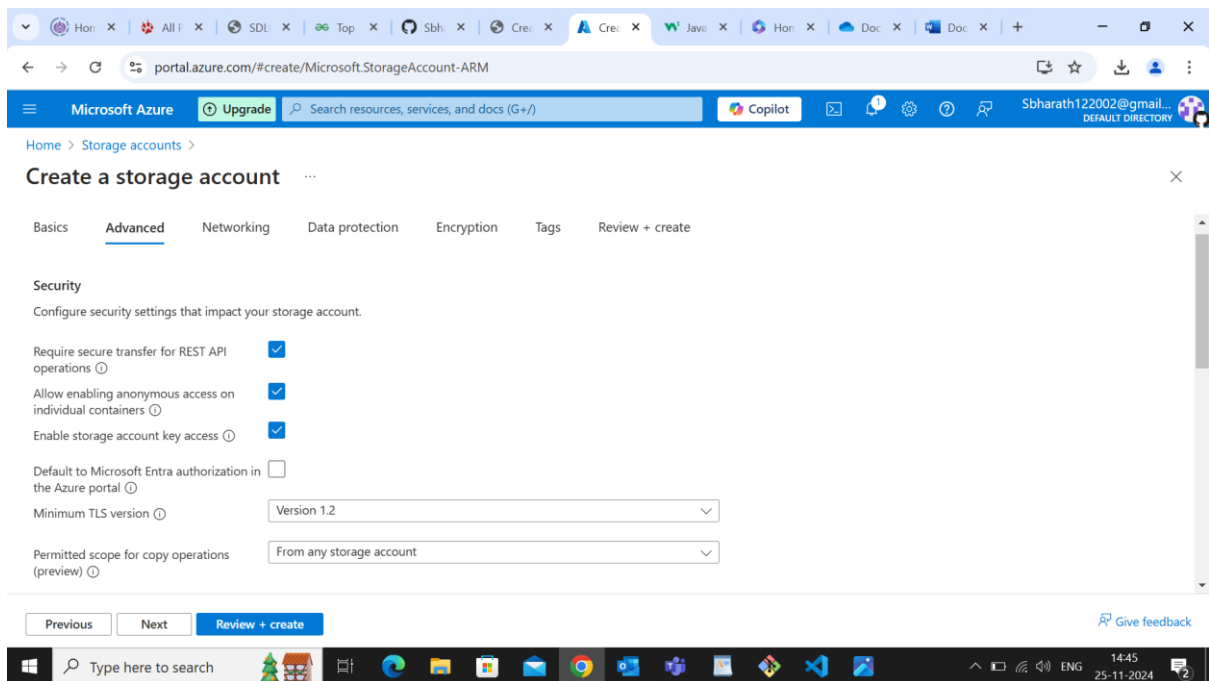 Hon
All F
SDL
Top
Sbh
Cre
Crea
Java
Hon
Doc
Doc
portal.azure.com/#create/Microsoft.StorageAccount-ARM
Microsoft Azure
Upgrade
Search resources, services, and docs (G+/)
Copilot
1
Sbharath122002@gmail...
DEFAULT DIRECTORY
Home > Storage accounts >
Create a storage account ...
Basics
Advanced
Networking
Data protection
Encryption
Tags
Review + create
Security
Configure security settings that impact your storage account.
Require secure transfer for REST API
operations
Allow enabling anonymous access on
individual containers
Enable storage account key access
Default to Microsoft Entra authorization in
the Azure portal
Minimum TLS version
Version 1.2
Permitted scope for copy operations
(preview)
From any storage account
Previous
Next
Review + create
Give feedback
Type here to search
ENG
14:45
25-11-2024
2